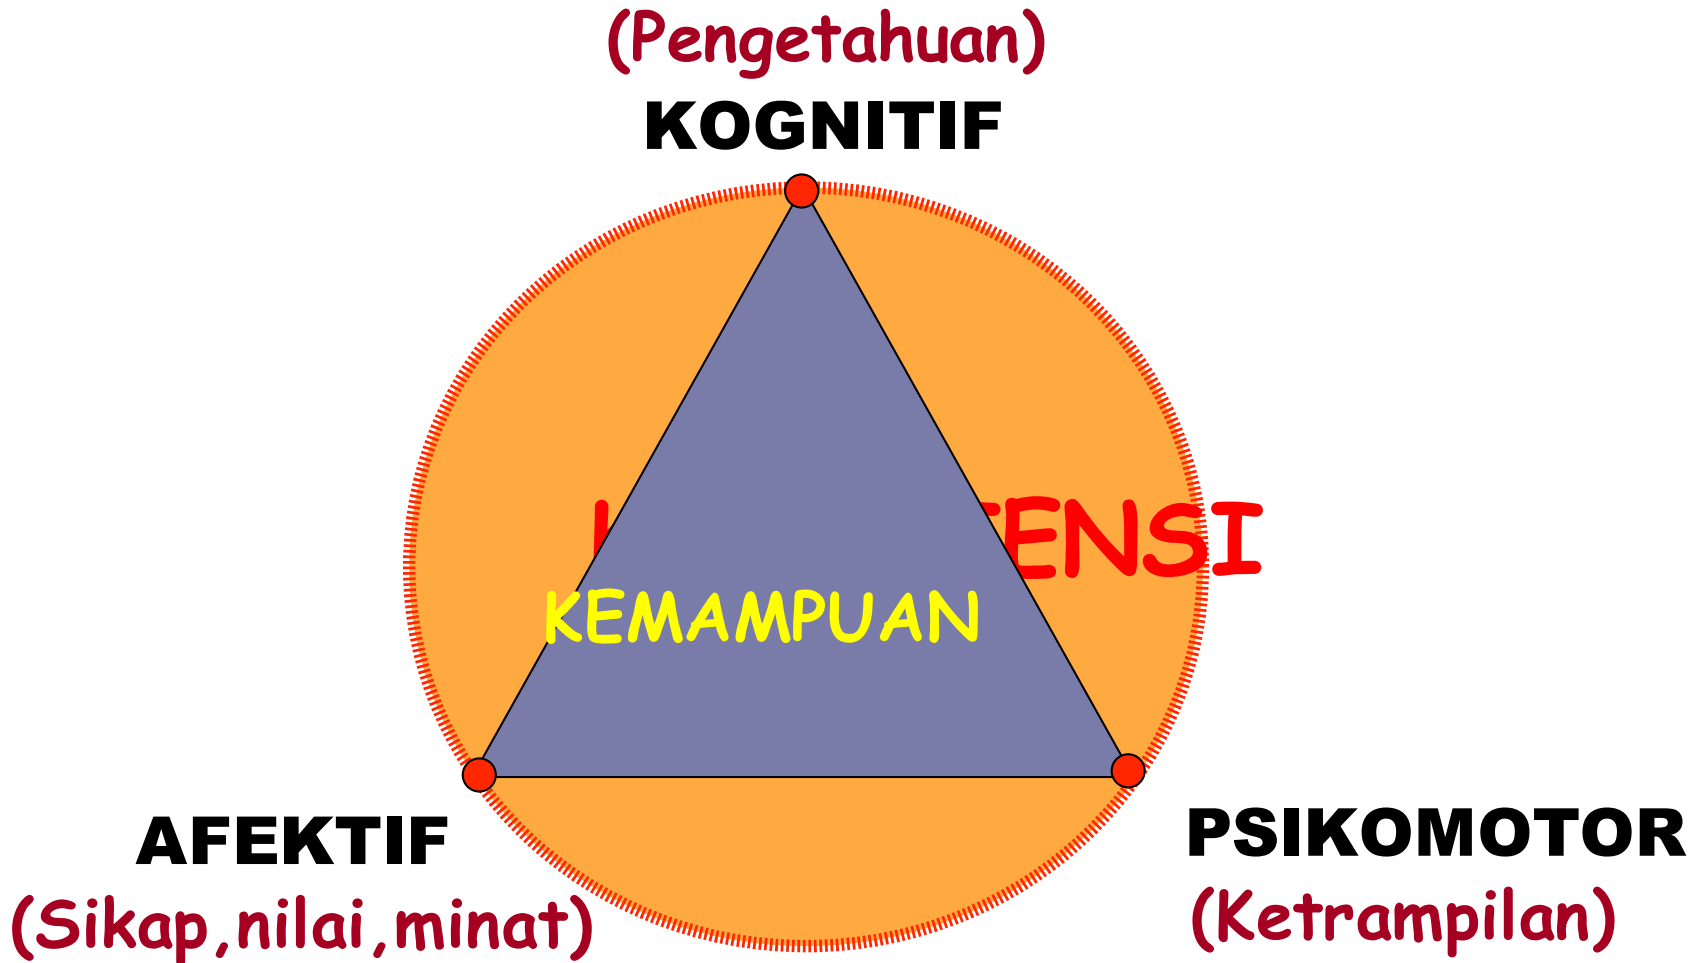 (Pengetahuan)
KOGNITIF
ENSI
KEMAMPUAN
AFEKTIF
PSIKOMOTOR
(Sikap,nilai,minat)
(Ketrampilan)